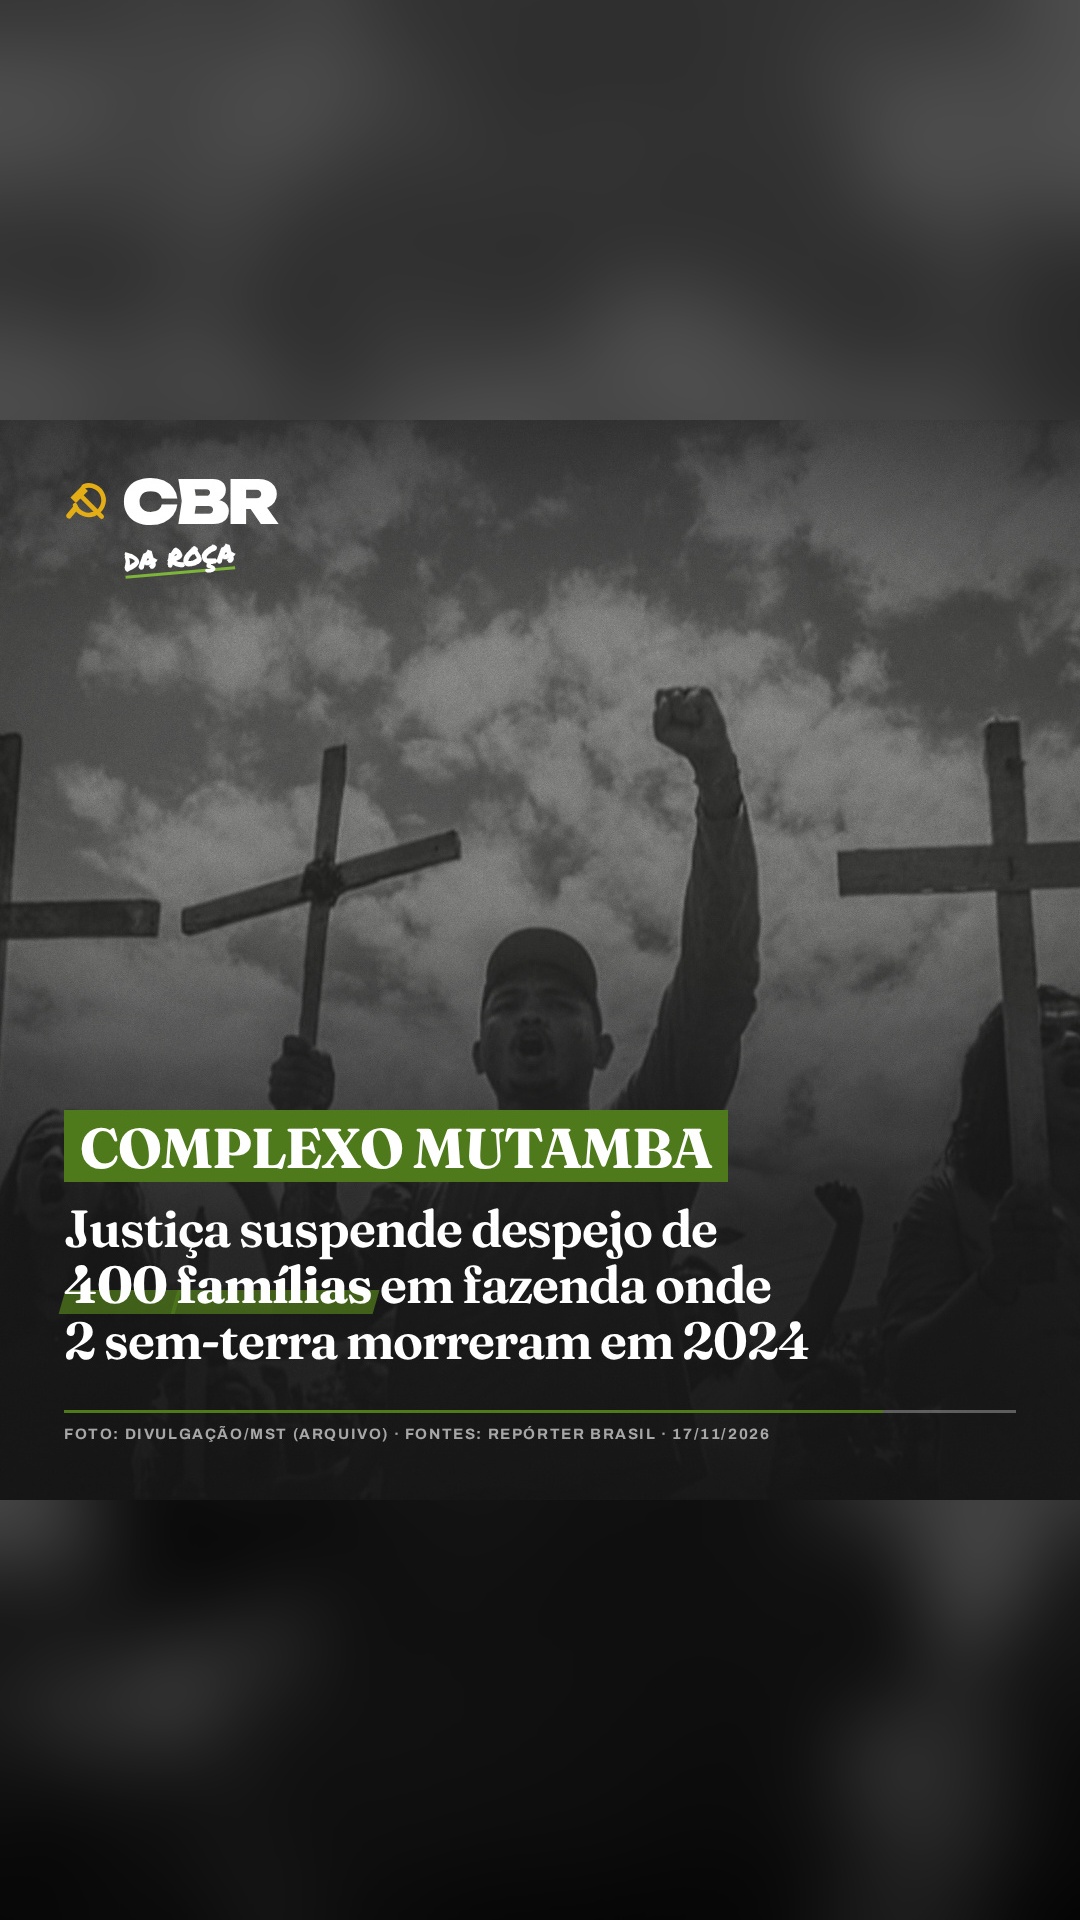 CBR
DA ROÇA
COMPLEXO MUTAMBA
Justiça suspende despejo de
400 famílias em fazenda onde
2 sem-terra morreram em 2024
FOTO: DIVULGAÇÃO/MST (ARQUIVO) · FONTES: REPÓRTER BRASIL · 17/11/2026